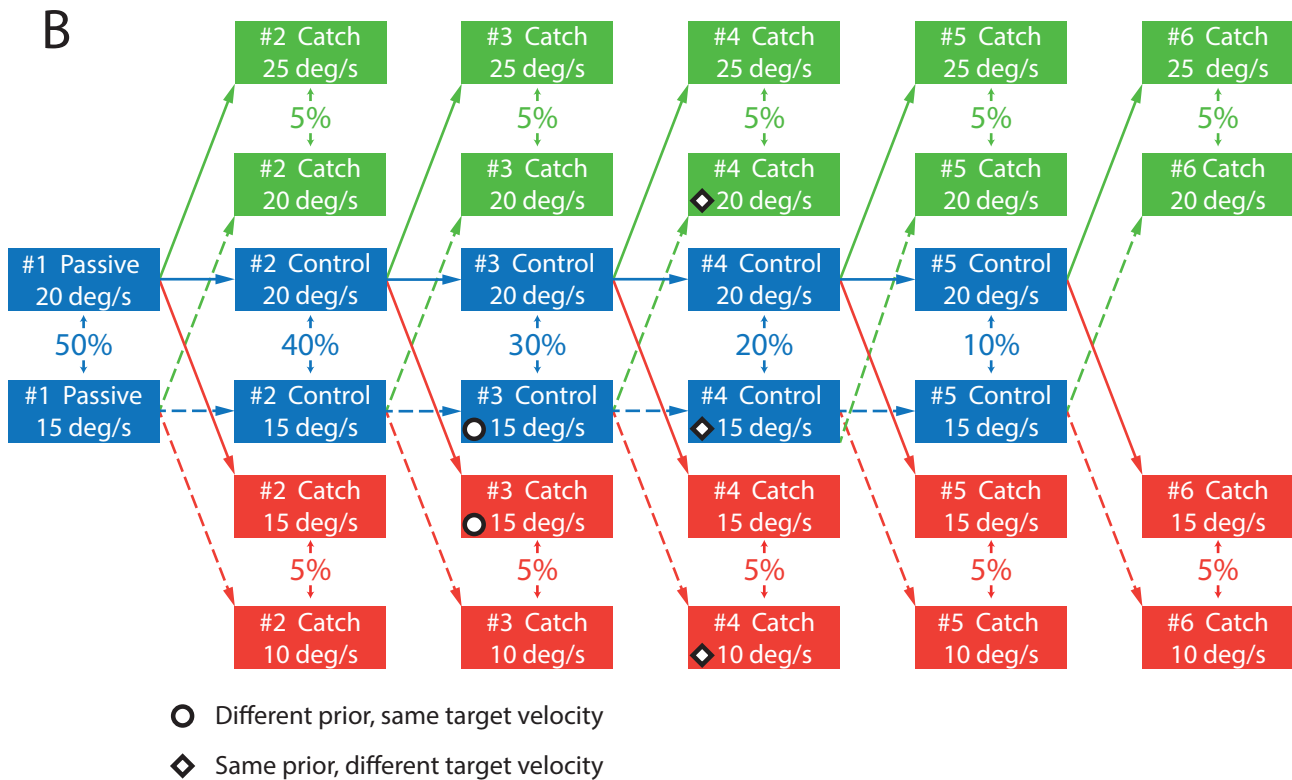 B
#2 Catch
25 deg/s
#3 Catch
25 deg/s
#4 Catch
25 deg/s
#5 Catch
25 deg/s
#6 Catch
25 deg/s
5%
5%
5%
5%
5%
#2 Catch
20 deg/s
#3 Catch
20 deg/s
#4 Catch
20 deg/s
#5 Catch
20 deg/s
#6 Catch
20 deg/s
#1 Passive
20 deg/s
#2 Control
20 deg/s
#3 Control
20 deg/s
#4 Control
20 deg/s
#5 Control
20 deg/s
50%
40%
30%
20%
10%
#1 Passive
15 deg/s
#2 Control
15 deg/s
#3 Control
15 deg/s
#4 Control
15 deg/s
#5 Control
15 deg/s
#2 Catch
15 deg/s
#3 Catch
15 deg/s
#4 Catch
15 deg/s
#5 Catch
15 deg/s
#6 Catch
15 deg/s
5%
5%
5%
5%
5%
#2 Catch
10 deg/s
#3 Catch
10 deg/s
#4 Catch
10 deg/s
#5 Catch
10 deg/s
#6 Catch
10 deg/s
Different prior, same target velocity
Same prior, different target velocity